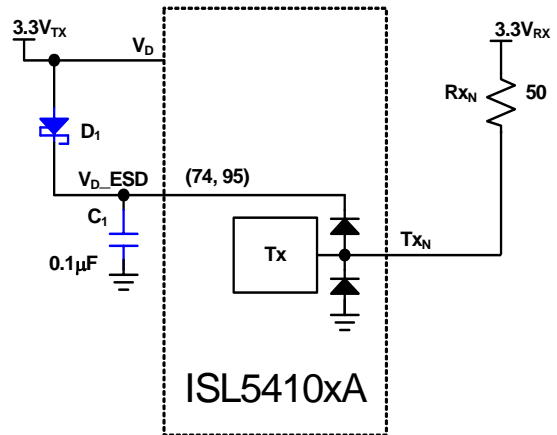 3.3VTX
VD
3.3VRX
RxN
50
D1
VD_ESD
(74, 95)
C1
0.1µF
Tx
TxN
ISL5410xA